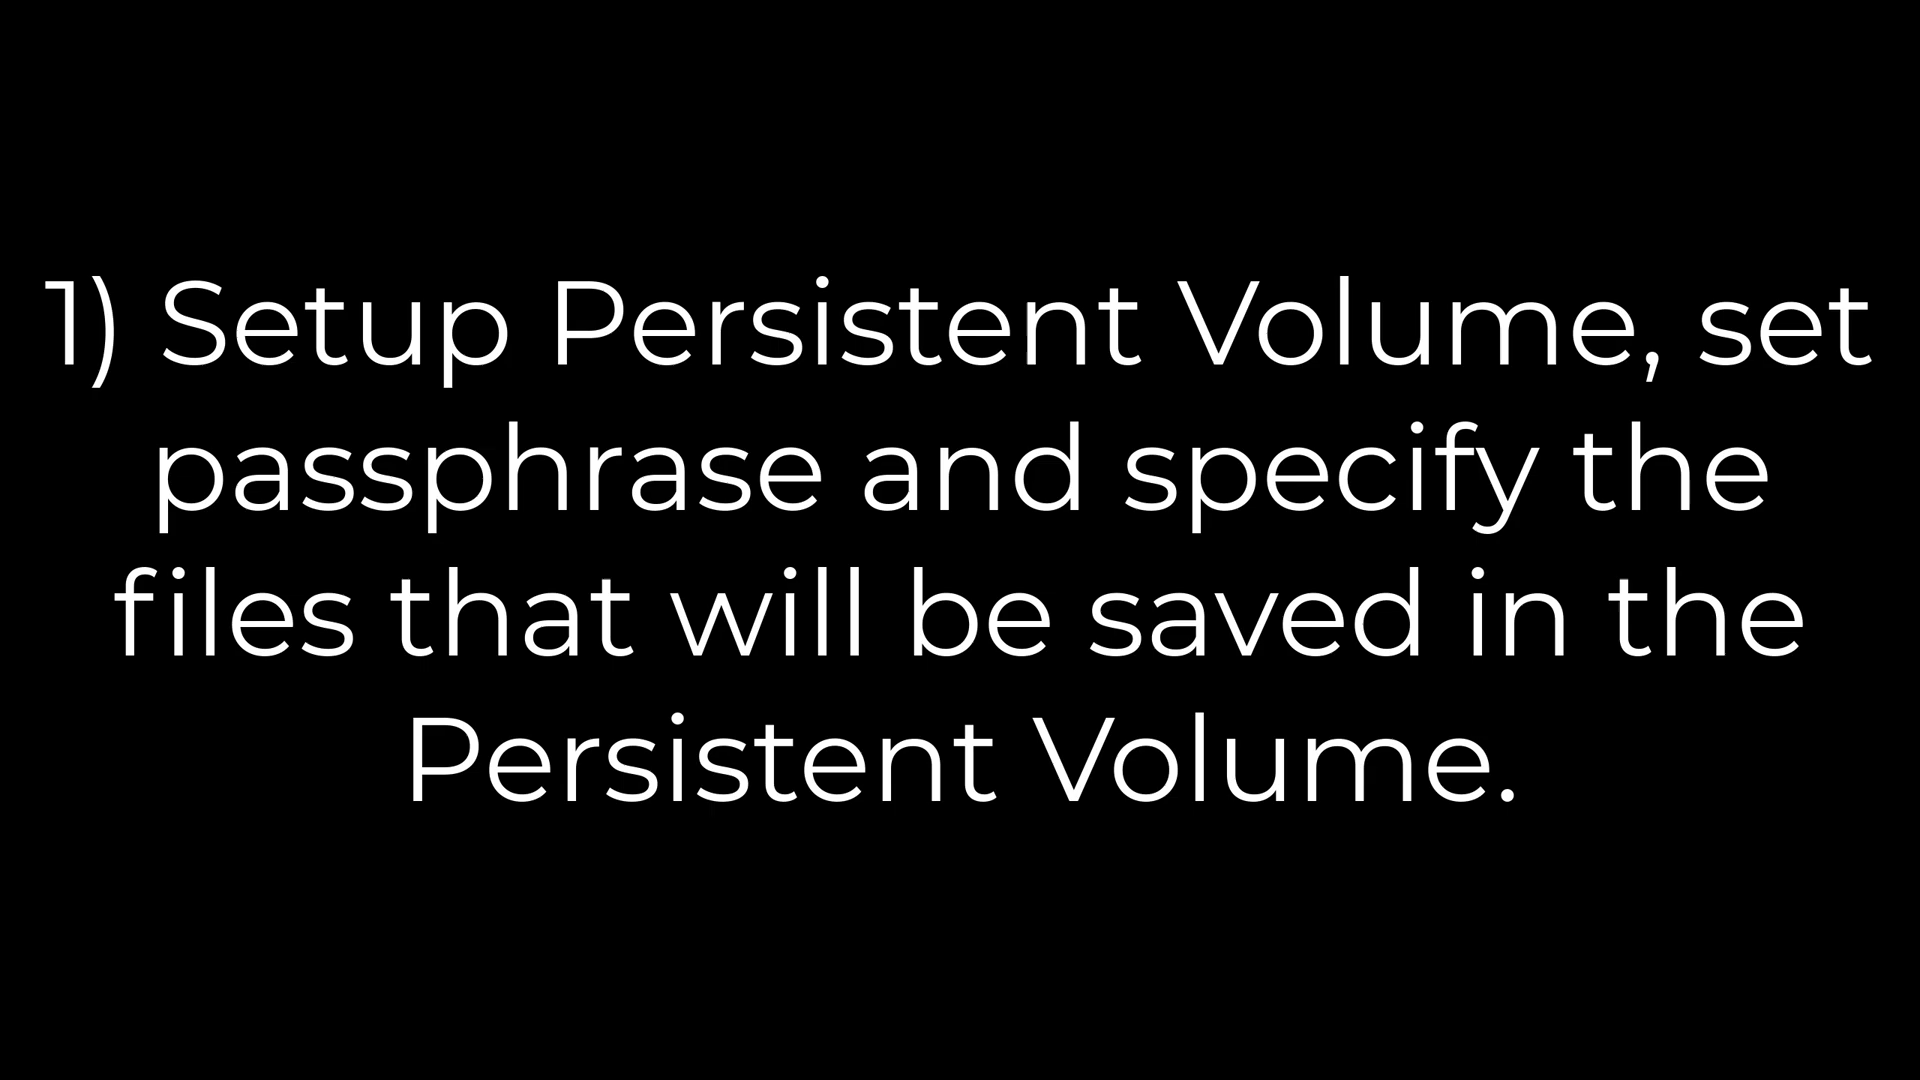 1) Setup Persistent Volume, set
passphrase and specify the
files that will be saved in the
Persistent Volume.